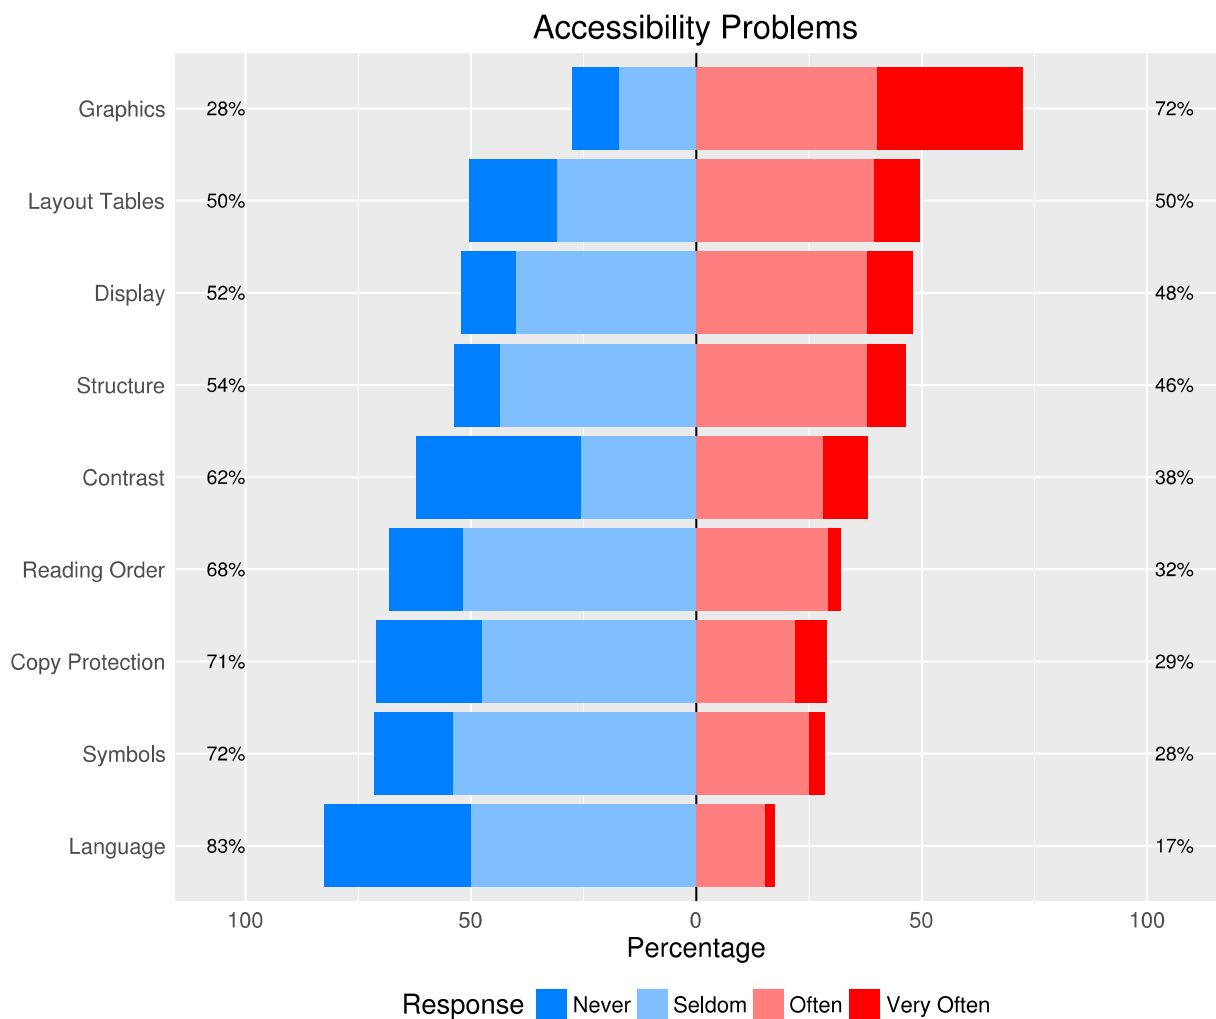 Accessibility Problems
Graphics 28% 72%
Layout Tables 50% 50%
Display 52% 48%
Structure 54% 46%
Contrast 62% 38%
Reading Order 68% 32%
Copy Protection 71% 29%
Symbols 72% 28%
Language 83% 17%
100 50 0 50 100
Percentage
Response Never Seldom Often Very Often